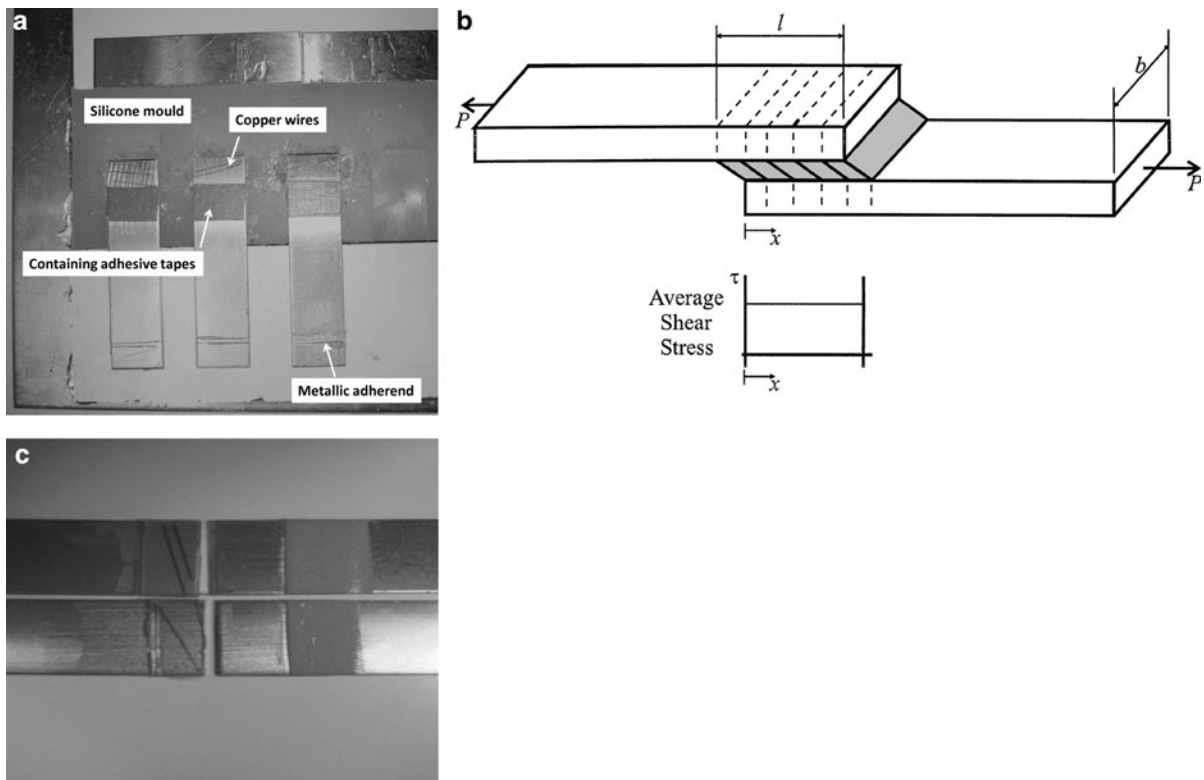 a
Silicone mould
Copper wires
Containing adhesive tapes
Metallic adherend
b
l
b
P
P
x
τ
Average
Shear
Stress
x
c